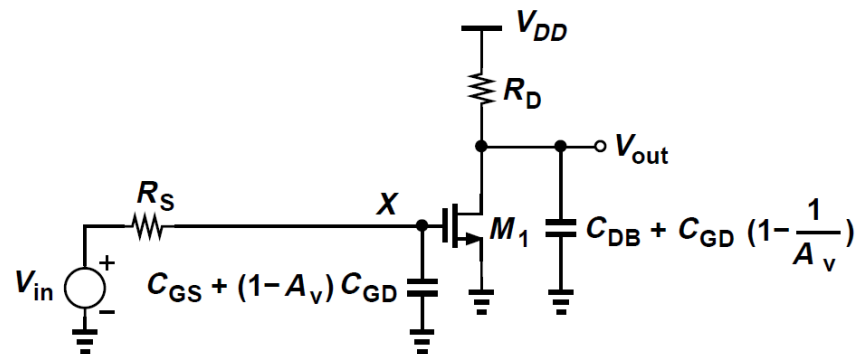 V_DD
R_D
V_out
R_S
X
M_1
C_DB + C_GD (1− 1/A_v)
V_in
+
−
C_GS + (1− A_v) C_GD